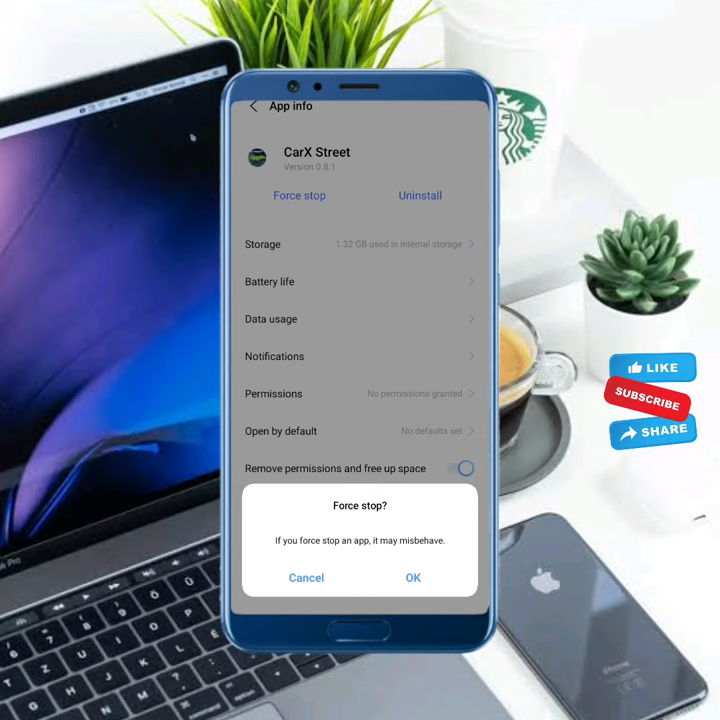 App info
CarX Street
Version 0.8.1
Force stop
Uninstall
Storage
1.32 GB used in internal storage
Battery life
Data usage
Notifications
Permissions
No permissions granted
Open by default
No defaults set
Remove permissions and free up space
Force stop?
If you force stop an app, it may misbehave.
Cancel
OK
LIKE
SUBSCRIBE
SHARE
iPhone